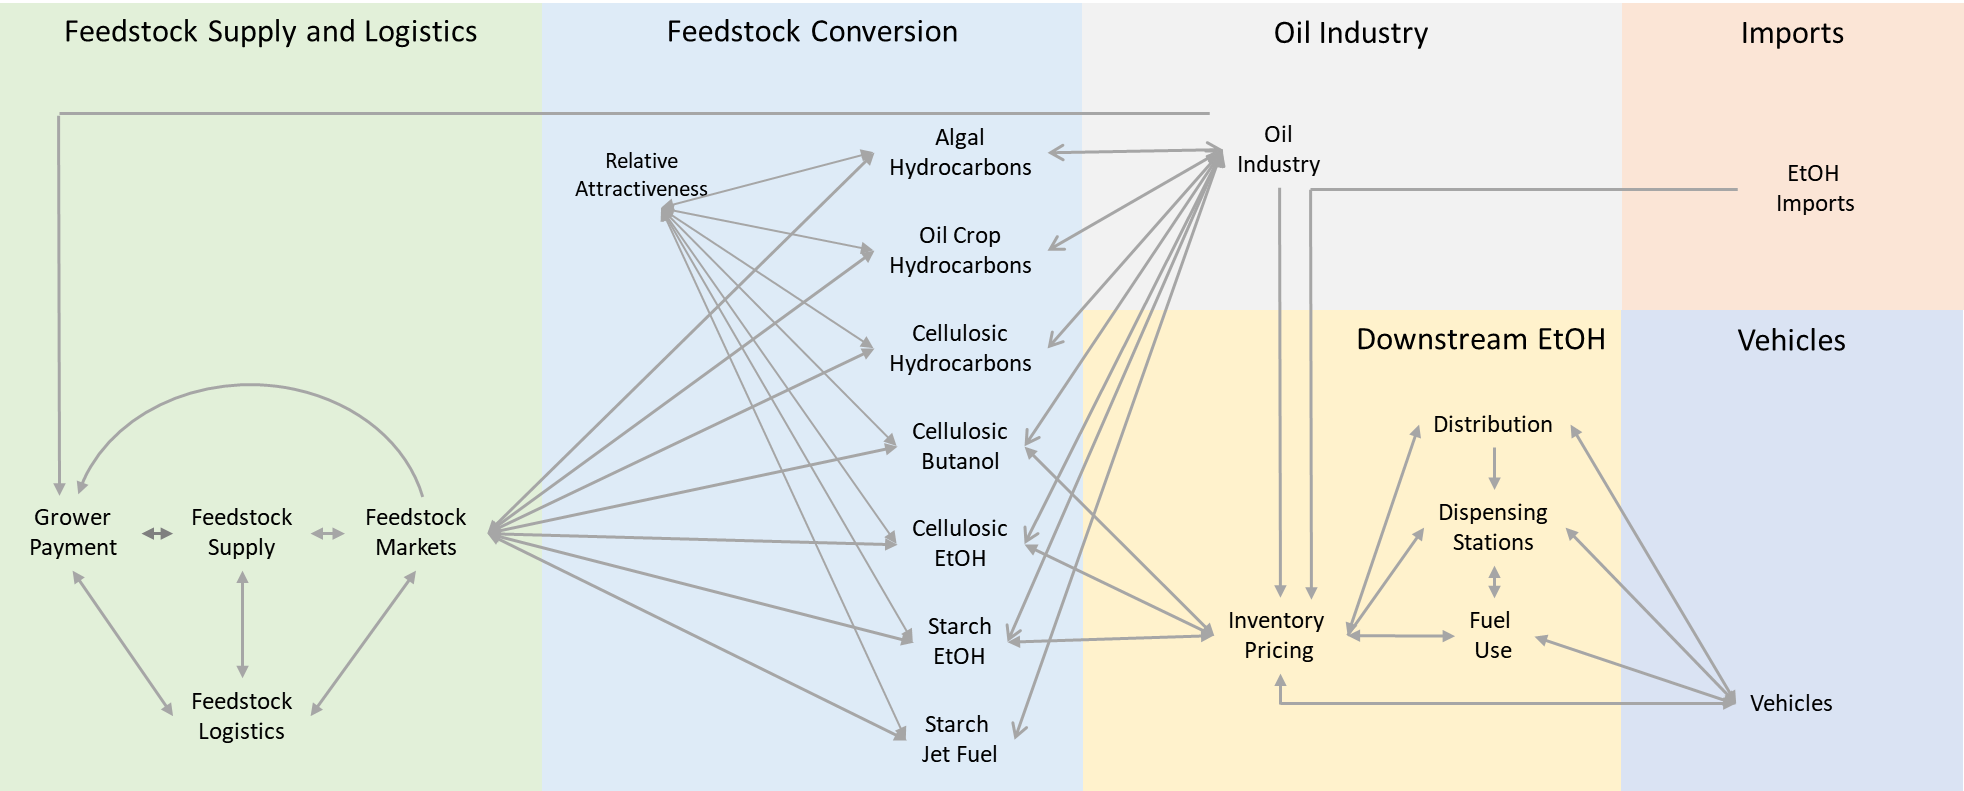 Feedstock Supply and Logistics
Feedstock Conversion
Oil Industry
Imports
Relative
Attractiveness
Algal
Hydrocarbons
Oil Crop
Hydrocarbons
Cellulosic
Hydrocarbons
Cellulosic
Butanol
Cellulosic
EtOH
Starch
EtOH
Starch
Jet Fuel
Oil
Industry
EtOH
Imports
Grower
Payment
Feedstock
Supply
Feedstock
Markets
Feedstock
Logistics
Downstream EtOH
Vehicles
Distribution
Dispensing
Stations
Inventory
Pricing
Fuel
Use
Vehicles